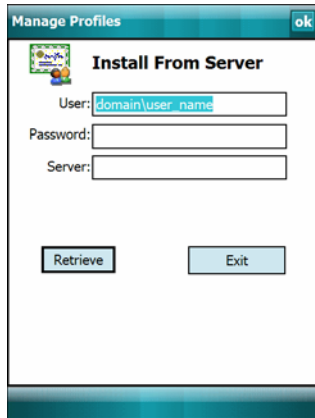 Manage Profiles ok
Install From Server
User: domain\user_name
Password:
Server:
Retrieve Exit